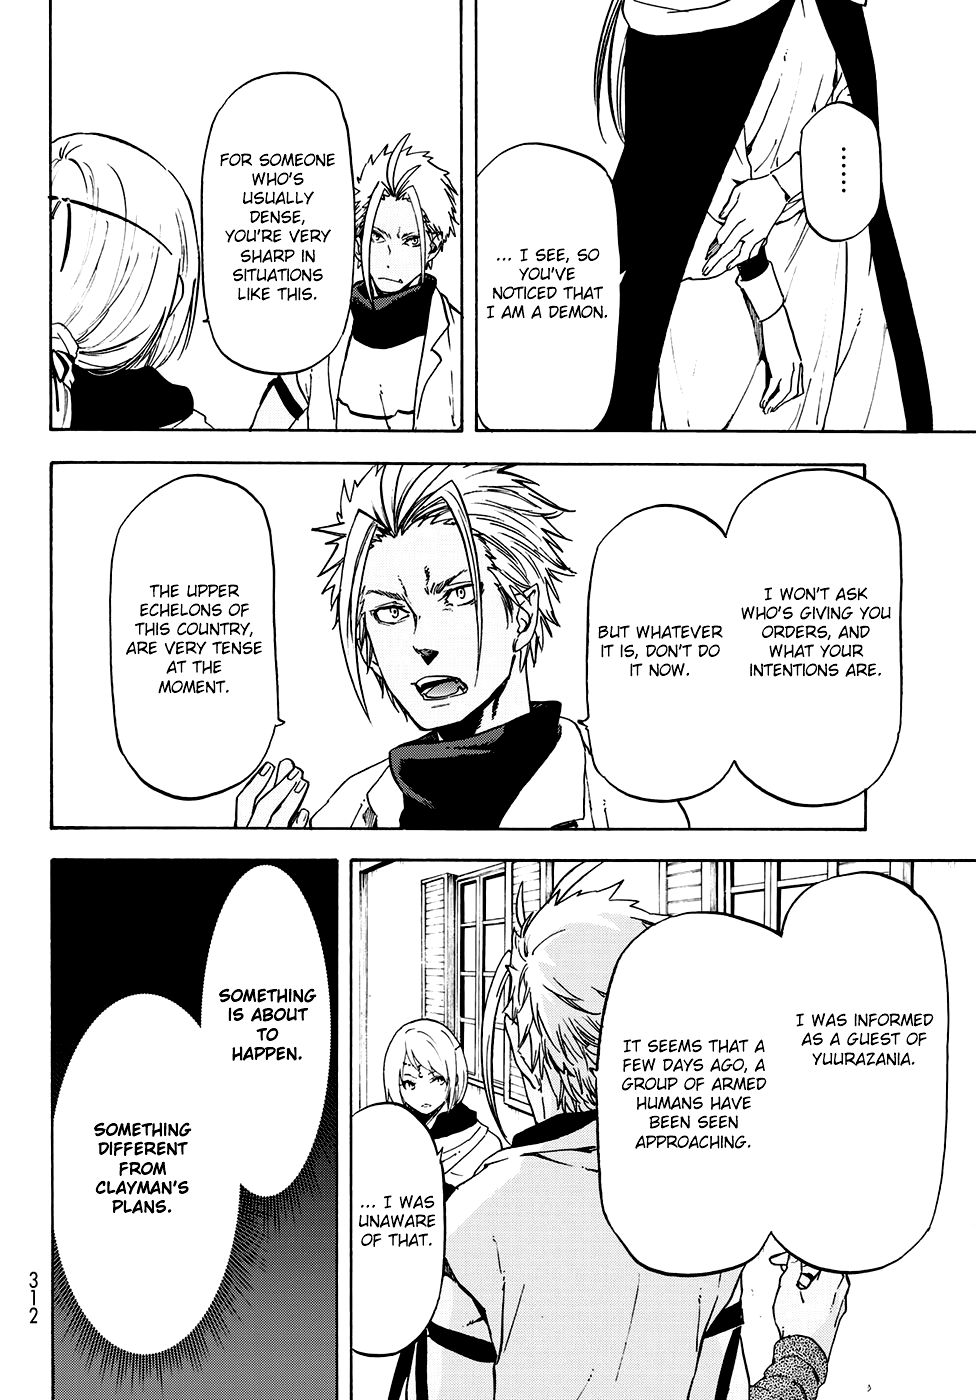 ......
... I SEE, SO
YOU'VE
NOTICED THAT
I AM A DEMON.
FOR SOMEONE
WHO'S
USUALLY
DENSE,
YOU'RE VERY
SHARP IN
SITUATIONS
LIKE THIS.
I WON'T ASK
WHO'S GIVING YOU
ORDERS, AND
WHAT YOUR
INTENTIONS ARE.
BUT WHATEVER
IT IS, DON'T DO
IT NOW.
THE UPPER
ECHELONS OF
THIS COUNTRY,
ARE VERY TENSE
AT THE
MOMENT.
I WAS INFORMED
AS A GUEST OF
YUURAZANIA.
IT SEEMS THAT A
FEW DAYS AGO, A
GROUP OF ARMED
HUMANS HAVE
BEEN SEEN
APPROACHING.
... I WAS
UNAWARE
OF THAT.
SOMETHING
IS ABOUT
TO
HAPPEN.
SOMETHING
DIFFERENT
FROM
CLAYMAN'S
PLANS.
312